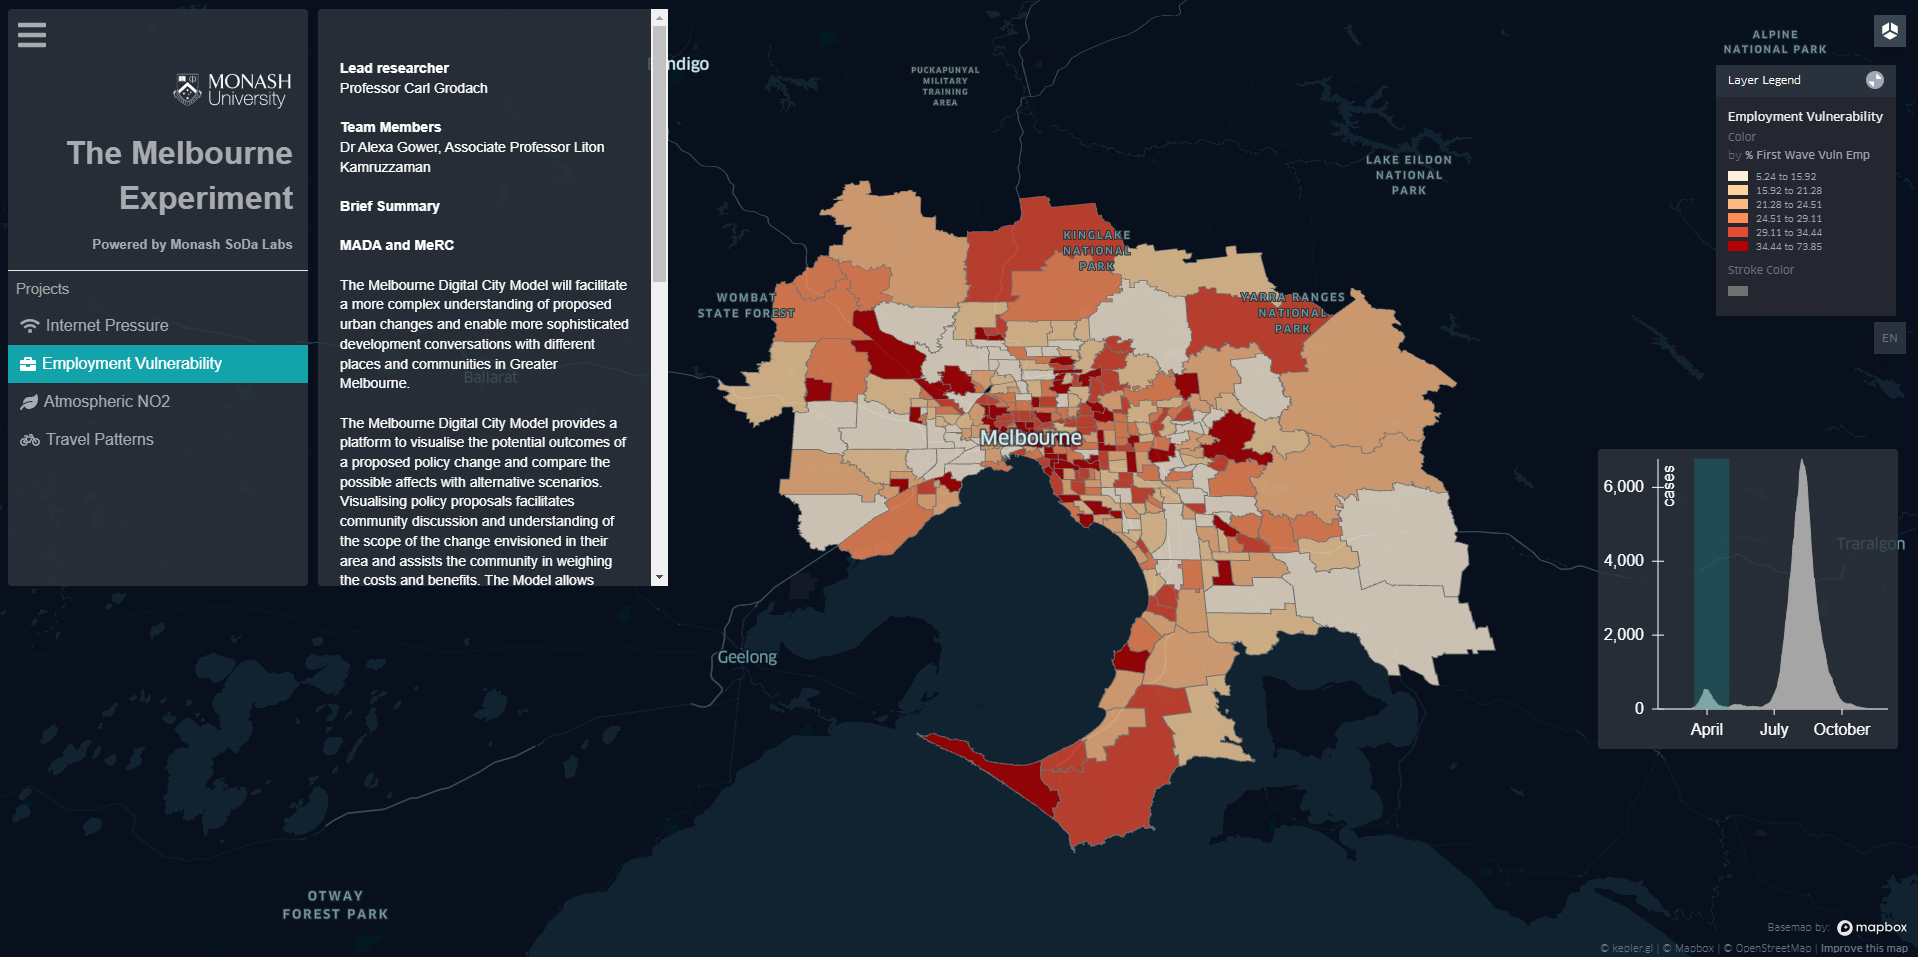 MONASH
University
The Melbourne
Experiment
Powered by Monash SoDa Labs
Projects
Internet Pressure
Employment Vulnerability
Atmospheric NO2
Travel Patterns
Lead researcher
Professor Carl Grodach
Team Members
Dr Alexa Gower, Associate Professor Liton
Kamruzzaman
Brief Summary
MADA and MeRC
The Melbourne Digital City Model will facilitate
a more complex understanding of proposed
urban changes and enable more sophisticated
development conversations with different
places and communities in Greater
Melbourne.
The Melbourne Digital City Model provides a
platform to visualise the potential outcomes of
a proposed policy change and compare the
possible affects with alternative scenarios.
Visualising policy proposals facilitates
community discussion and understanding of
the scope of the change envisioned in their
area and assists the community in weighing
the costs and benefits. The Model allows
ndigo
PUCKAPUNYAL
MILITARY
TRAINING
AREA
ALPINE
NATIONAL PARK
LAKE EILDON
NATIONAL
PARK
KINGLAKE
NATIONAL
PARK
WOMBAT
STATE FOREST
YARRA RANGES
NATIONAL
PARK
Ballarat
Melbourne
Geelong
Traralgon
OTWAY
FOREST PARK
Layer Legend
Employment Vulnerability
Color
by % First Wave Vuln Emp
5.24 to 15.92
15.92 to 21.28
21.28 to 24.51
24.51 to 29.11
29.11 to 34.44
34.44 to 73.85
Stroke Color
EN
cases
6,000
4,000
2,000
0
April
July
October
Basemap by: mapbox
© kepler.gl | © Mapbox | © OpenStreetMap | Improve this map